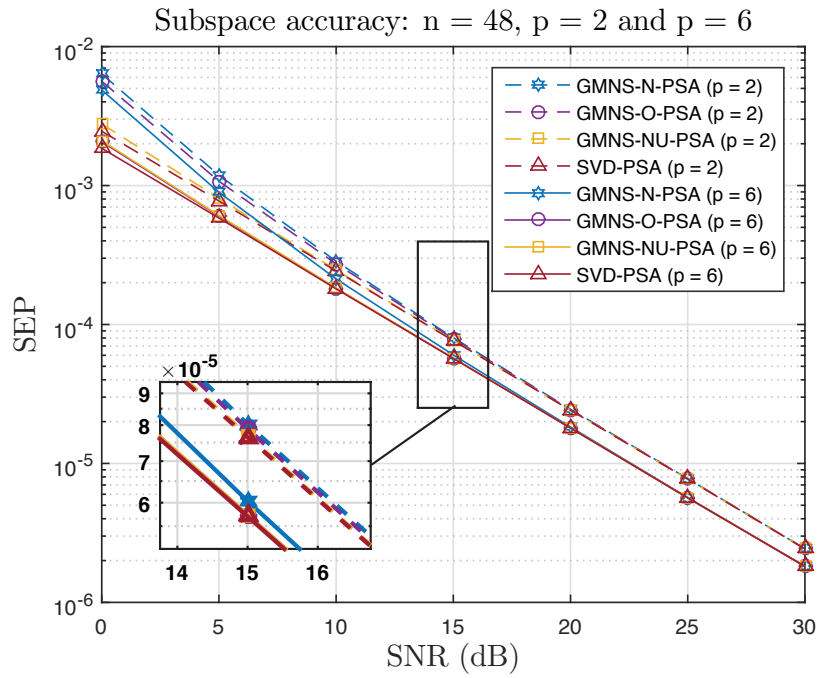 Subspace accuracy: n = 48, p = 2 and p = 6
10^-2
10^-3
10^-4
10^-5
10^-6
SEP
GMNS-N-PSA (p = 2)
GMNS-O-PSA (p = 2)
GMNS-NU-PSA (p = 2)
SVD-PSA (p = 2)
GMNS-N-PSA (p = 6)
GMNS-O-PSA (p = 6)
GMNS-NU-PSA (p = 6)
SVD-PSA (p = 6)
×10^-5
9
8
7
6
14 15 16
0 5 10 15 20 25 30
SNR (dB)